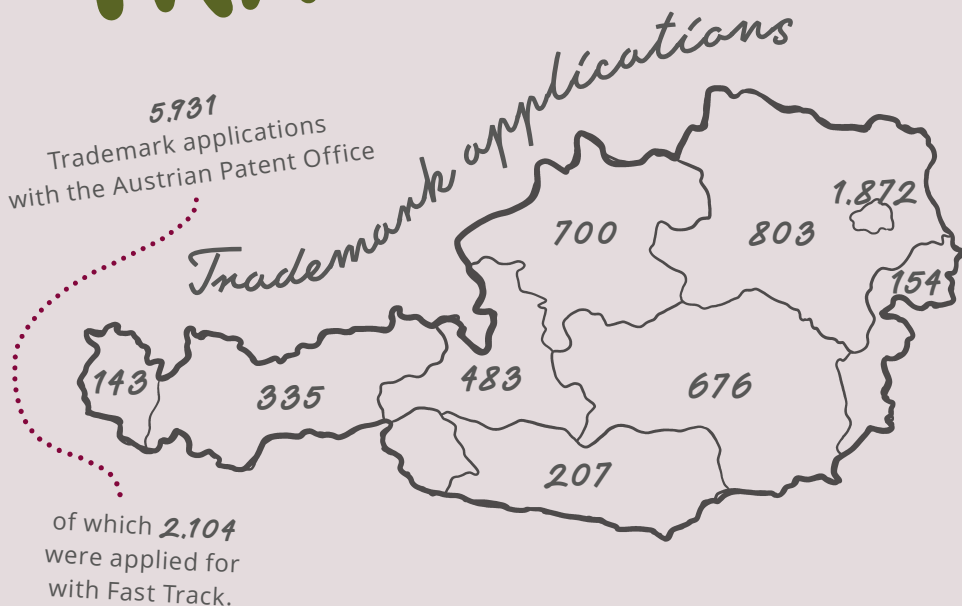 Trademark applications
5.931
Trademark applications
with the Austrian Patent Office
1.872
700
803
154
143
335
483
676
207
of which 2.104
were applied for
with Fast Track.